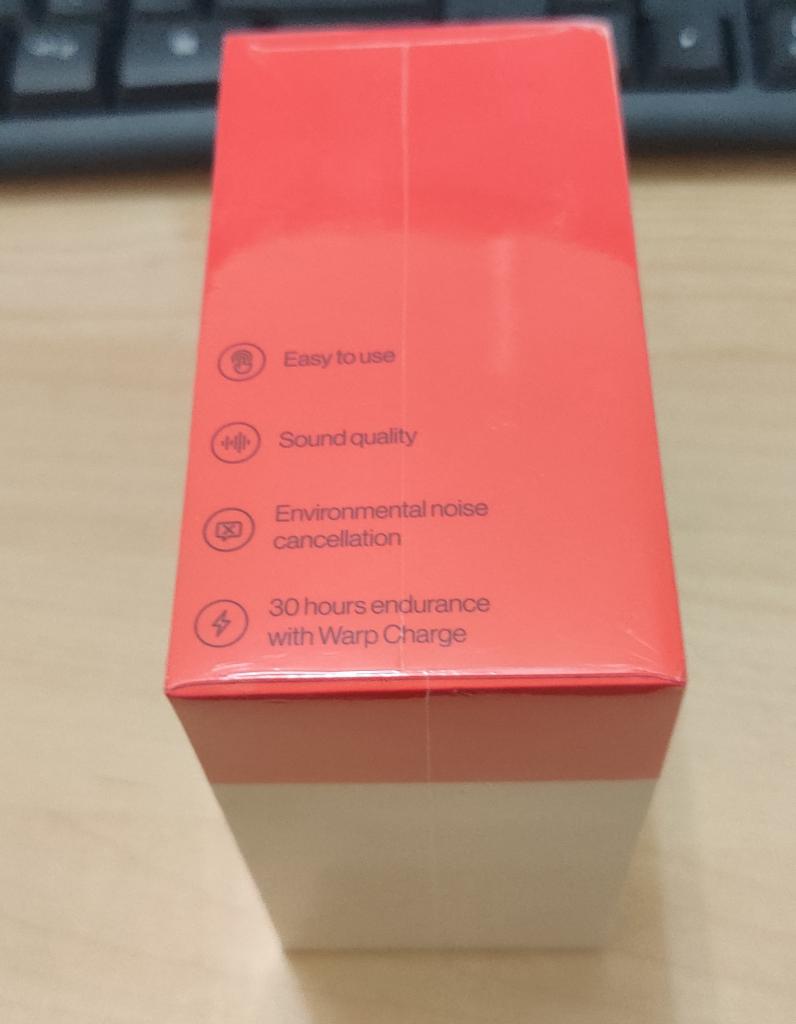 Easy to use
Sound quality
Environmental noise
cancellation
30 hours endurance
with Warp Charge